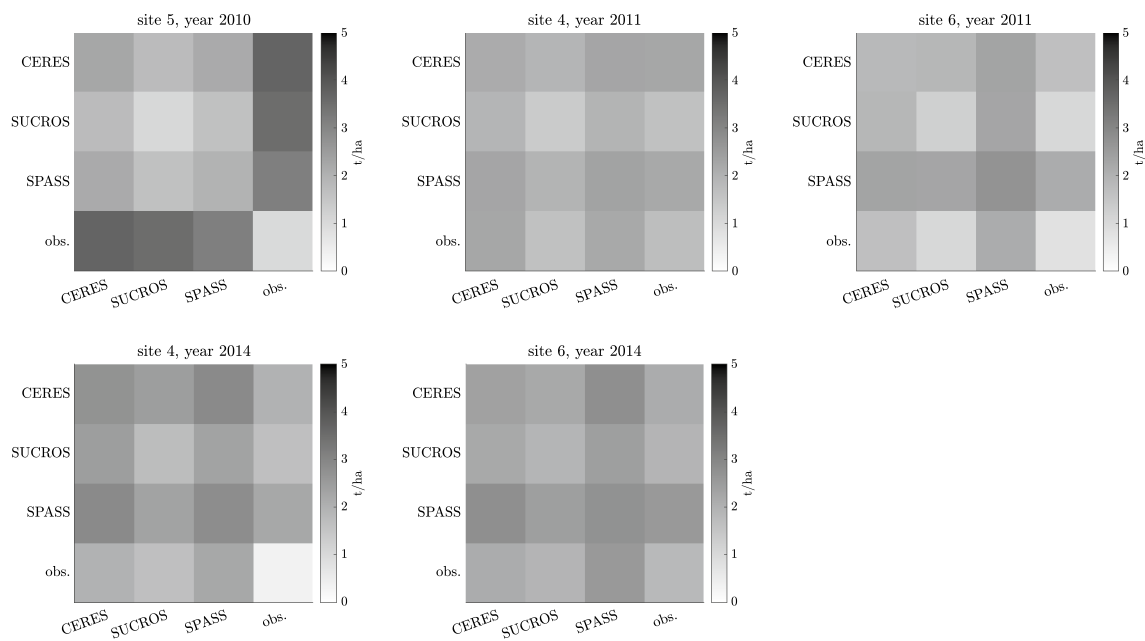 site 5, year 2010
CERES
SUCROS
SPASS
obs.
CERES SUCROS SPASS obs.
5
4
3
2
1
0
t/ha
site 4, year 2011
CERES
SUCROS
SPASS
obs.
CERES SUCROS SPASS obs.
5
4
3
2
1
0
t/ha
site 6, year 2011
CERES
SUCROS
SPASS
obs.
CERES SUCROS SPASS obs.
5
4
3
2
1
0
t/ha
site 4, year 2014
CERES
SUCROS
SPASS
obs.
CERES SUCROS SPASS obs.
5
4
3
2
1
0
t/ha
site 6, year 2014
CERES
SUCROS
SPASS
obs.
CERES SUCROS SPASS obs.
5
4
3
2
1
0
t/ha